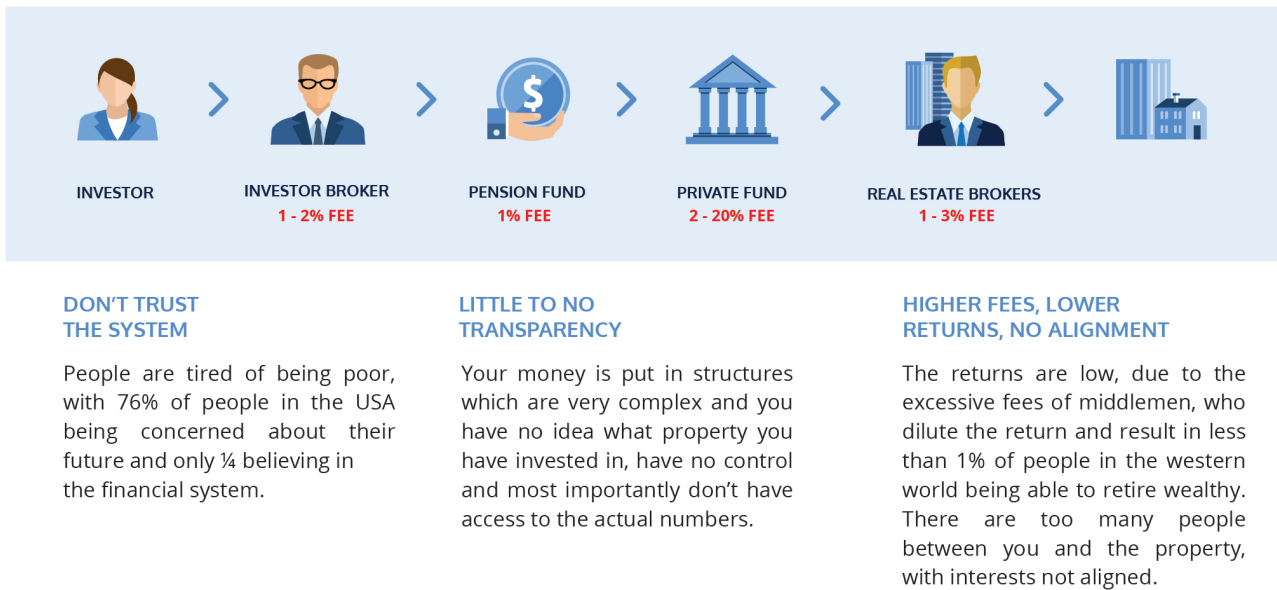 INVESTOR
INVESTOR BROKER
1 - 2% FEE
PENSION FUND
1% FEE
PRIVATE FUND
2 - 20% FEE
REAL ESTATE BROKERS
1 - 3% FEE
$
DON’T TRUST
THE SYSTEM
People are tired of being poor,
with 76% of people in the USA
being concerned about their
future and only ¼ believing in
the financial system.
LITTLE TO NO
TRANSPARENCY
Your money is put in structures
which are very complex and you
have no idea what property you
have invested in, have no control
and most importantly don’t have
access to the actual numbers.
HIGHER FEES, LOWER
RETURNS, NO ALIGNMENT
The returns are low, due to the
excessive fees of middlemen, who
dilute the return and result in less
than 1% of people in the western
world being able to retire wealthy.
There are too many people
between you and the property,
with interests not aligned.